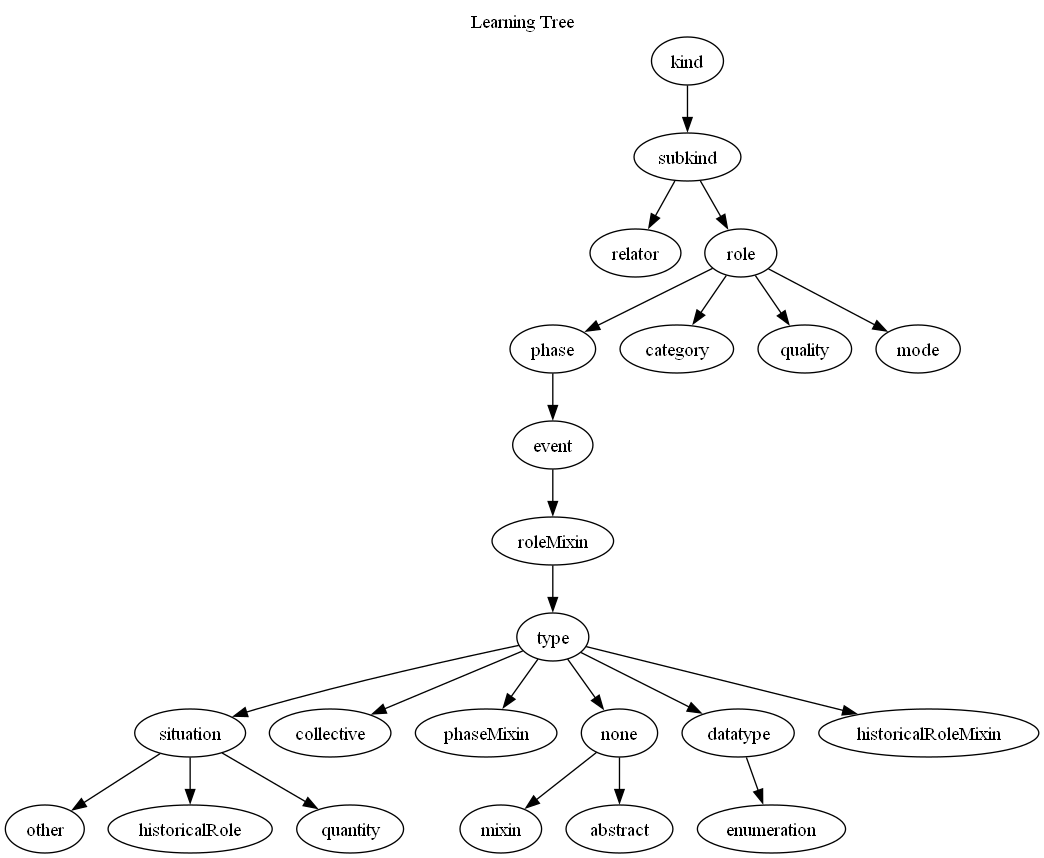 Learning Tree
kind
subkind
relator
role
phase
category
quality
mode
event
roleMixin
type
situation
collective
phaseMixin
none
datatype
historicalRoleMixin
other
historicalRole
quantity
mixin
abstract
enumeration